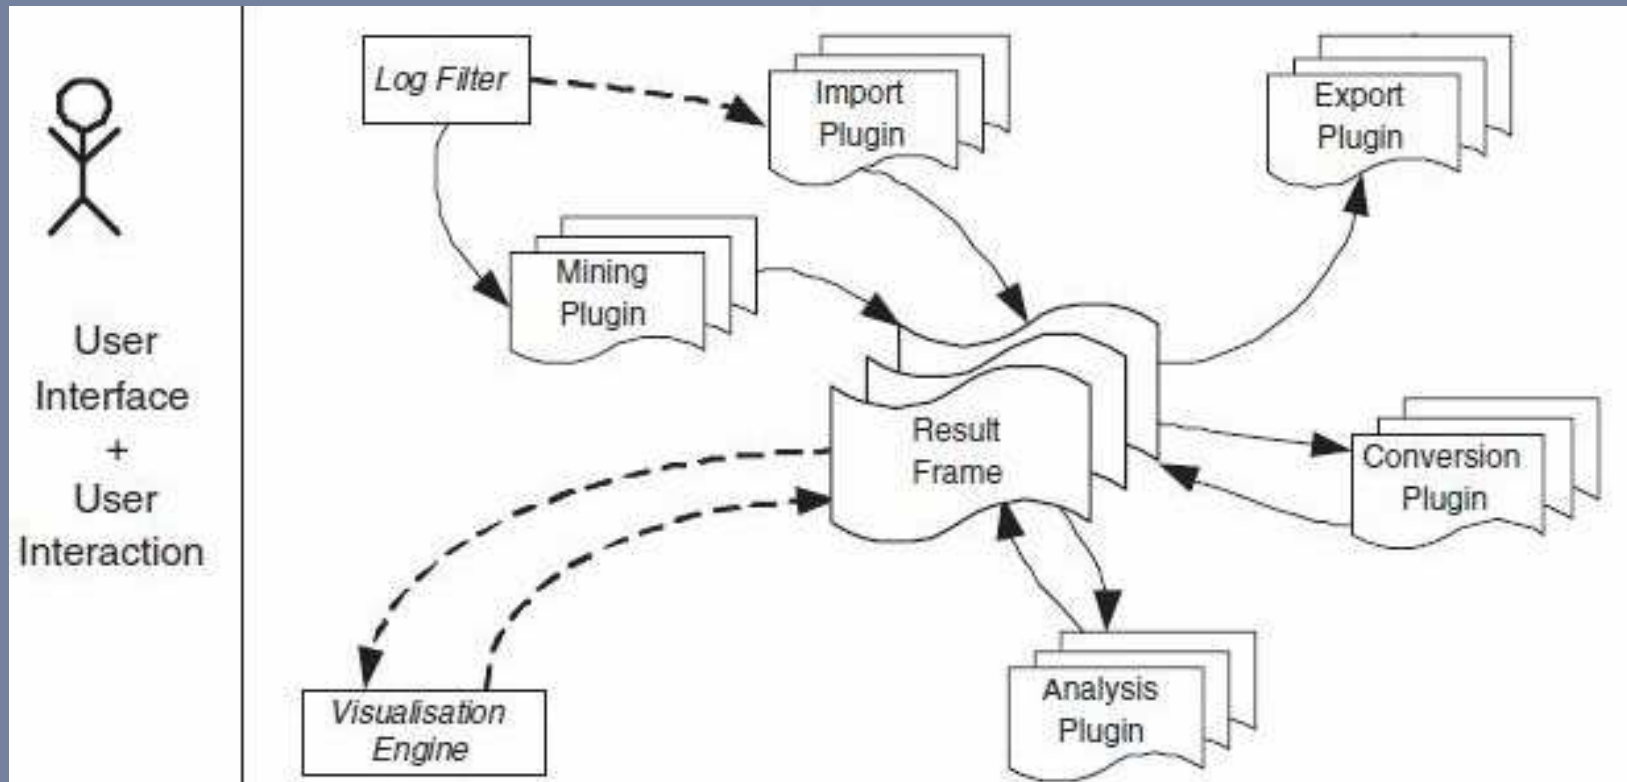 Log Filter
Import
Plugin
Export
Plugin
Mining
Plugin
User
Interface
+
User
Interaction
Result
Frame
Conversion
Plugin
Analysis
Plugin
Visualisation
Engine